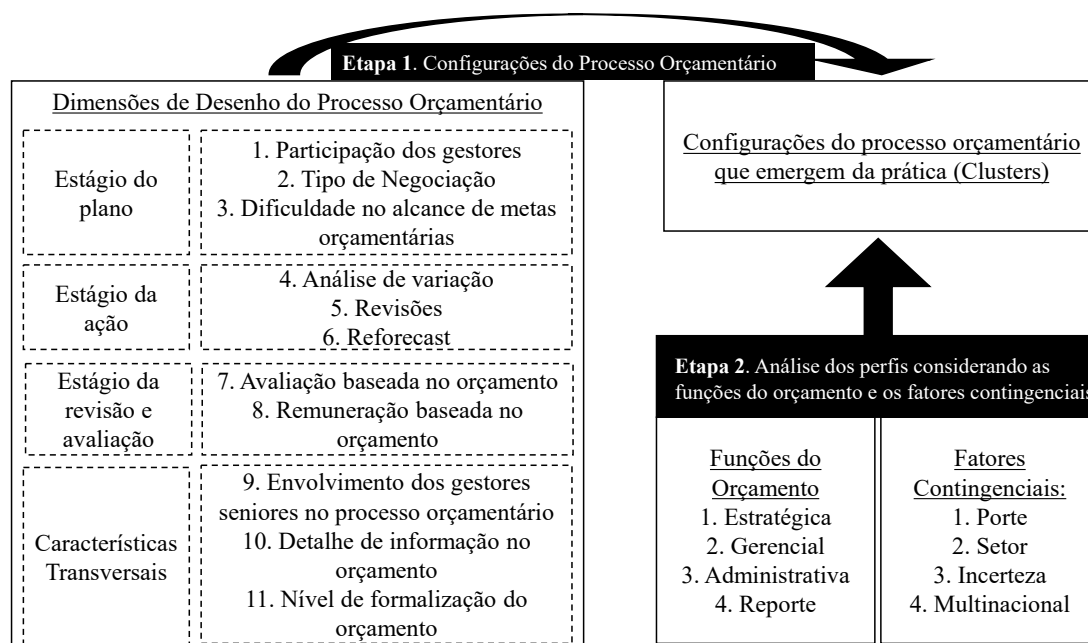 Etapa 1. Configurações do Processo Orçamentário
Dimensões de Desenho do Processo Orçamentário
Estágio do
plano
1. Participação dos gestores
2. Tipo de Negociação
3. Dificuldade no alcance de metas
orçamentárias
Estágio da
ação
4. Análise de variação
5. Revisões
6. Reforecast
Estágio da
revisão e
avaliação
7. Avaliação baseada no orçamento
8. Remuneração baseada no
orçamento
Características
Transversais
9. Envolvimento dos gestores
seniores no processo orçamentário
10. Detalhe de informação no
orçamento
11. Nível de formalização do
orçamento
Configurações do processo orçamentário
que emergem da prática (Clusters)
Etapa 2. Análise dos perfis considerando as
funções do orçamento e os fatores contingenciais
Funções do
Orçamento
1. Estratégica
2. Gerencial
3. Administrativa
4. Reporte
Fatores
Contingenciais:
1. Porte
2. Setor
3. Incerteza
4. Multinacional